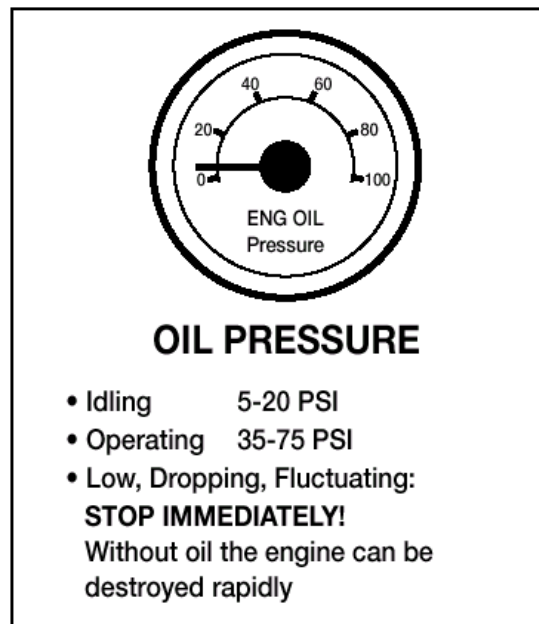 40 60
20 80
0 100
ENG OIL
Pressure
OIL PRESSURE
• Idling 5-20 PSI
• Operating 35-75 PSI
• Low, Dropping, Fluctuating:
STOP IMMEDIATELY!
Without oil the engine can be
destroyed rapidly